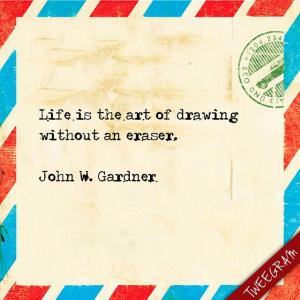 Life is the art of drawing
without an eraser.
John W. Gardner
TWEEGRAM